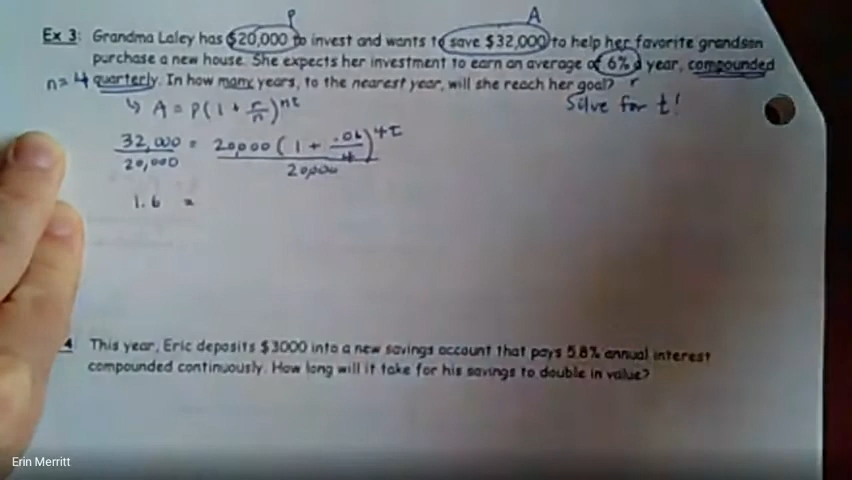 P A
Ex 3: Grandma Laley has $20,000 to invest and wants to save $32,000 to help her favorite grandson
purchase a new house. She expects her investment to earn an average of 6% a year, compounded
n=4 quarterly. In how many years, to the nearest year, will she reach her goal? r
↳ A = P(1 + r/n)^nt Solve for t!
32,000/20,000 = 20,000(1 + .06/4)^4t/20,000
1.6 =
4 This year, Eric deposits $3000 into a new savings account that pays 5.8% annual interest
compounded continuously. How long will it take for his savings to double in value?
Erin Merritt